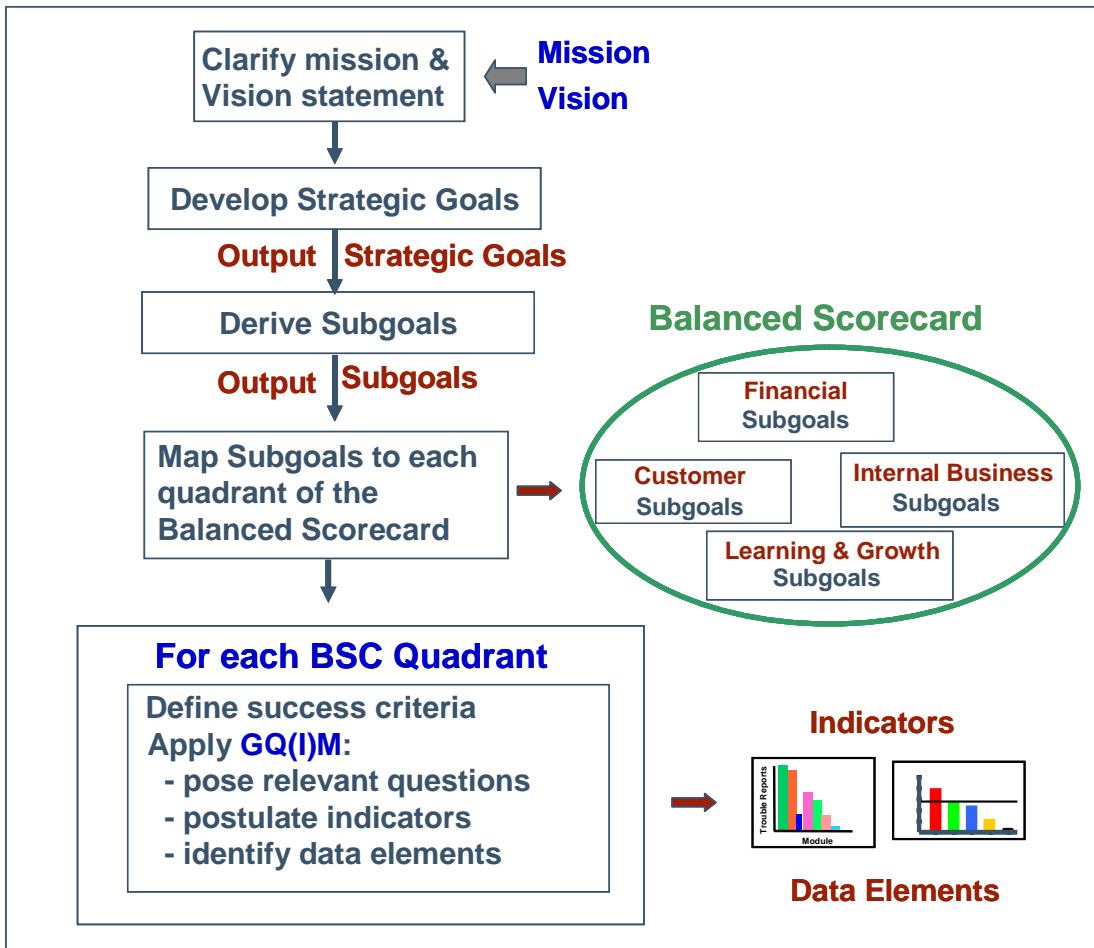 Clarify mission &
Vision statement
Mission
Vision
Develop Strategic Goals
Output Strategic Goals
Derive Subgoals
Output Subgoals
Map Subgoals to each
quadrant of the
Balanced Scorecard
Balanced Scorecard
Financial
Subgoals
Customer
Subgoals
Internal Business
Subgoals
Learning & Growth
Subgoals
For each BSC Quadrant
Define success criteria
Apply GQ(I)M:
- pose relevant questions
- postulate indicators
- identify data elements
Indicators
Trouble Reports
Module
Data Elements